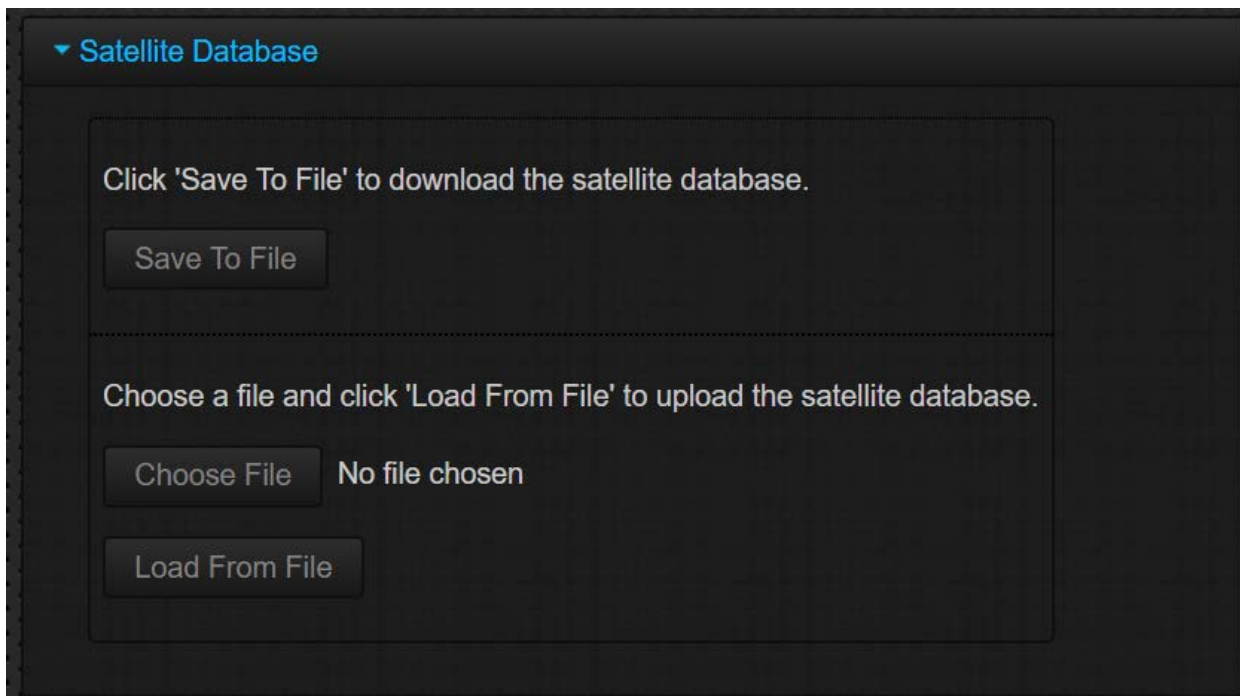 Satellite Database
Click 'Save To File' to download the satellite database.
Save To File
Choose a file and click 'Load From File' to upload the satellite database.
Choose File No file chosen
Load From File